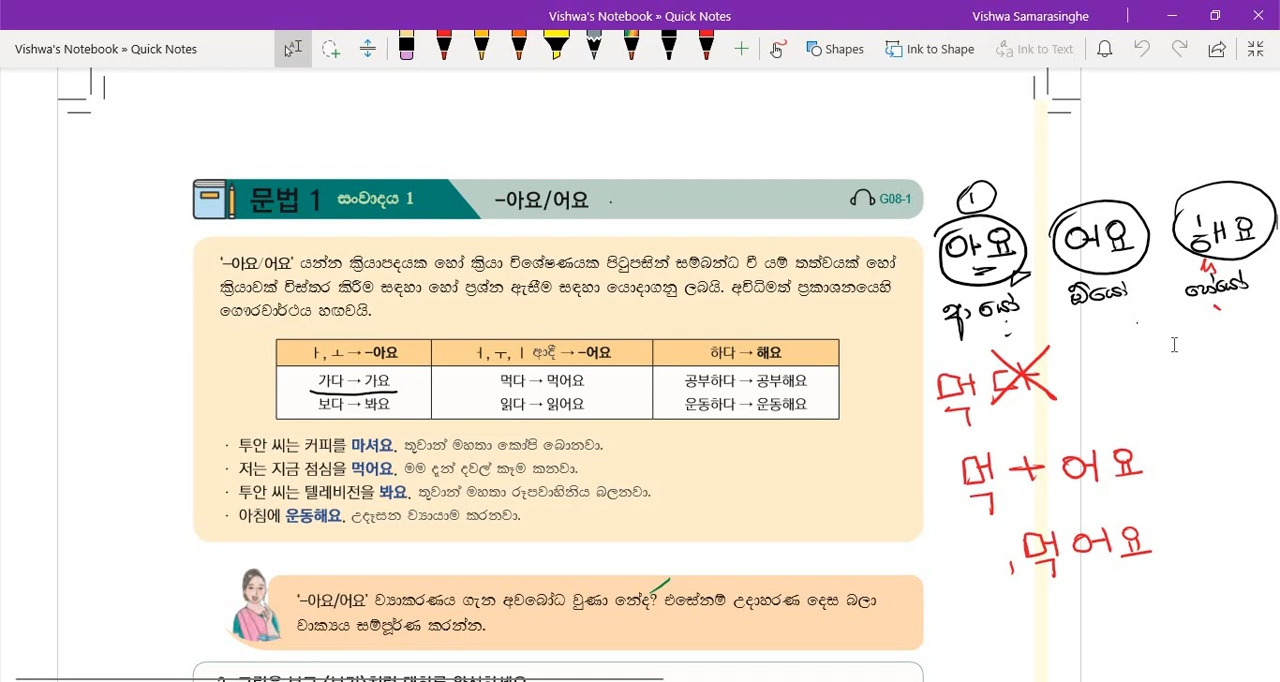 Vishwa's Notebook » Quick Notes
Vishwa Samarasinghe
Vishwa's Notebook » Quick Notes
Shapes
Ink to Shape
Ink to Text
문법 1 සංවාදය 1
-아요/어요
G08-1
'-아요/어요' යන්න ක්‍රියාපදයක හෝ ක්‍රියා විශේෂණයක පිටුපසින් සම්බන්ධ වී යම් තත්වයක් හෝ
ක්‍රියාවක් විස්තර කිරීම සඳහා හෝ ප්‍රශ්න ඇසීම සඳහා යොදාගනු ලබයි. අවිධිමත් ප්‍රකාශනයෙහි
ගෞරවාර්ථය හඟවයි.
ㅏ, ㅗ → -아요
ㅓ, ㅜ, ㅣ ආදී → -어요
하다 → 해요
가다 → 가요
먹다 → 먹어요
공부하다 → 공부해요
보다 → 봐요
읽다 → 읽어요
운동하다 → 운동해요
· 투안 씨는 커피를 마셔요. තුවාන් මහතා කෝපි බොනවා.
· 저는 지금 점심을 먹어요. මම දැන් දවල් කෑම කනවා.
· 투안 씨는 텔레비전을 봐요. තුවාන් මහතා රූපවාහිනිය බලනවා.
· 아침에 운동해요. උදෑසන ව්‍යායාම කරනවා.
'-아요/어요' ව්‍යාකරණය ගැන අවබෝධ වුණා නේද? එසේනම් උදාහරණ දෙස බලා
වාක්‍යය සම්පූර්ණ කරන්න.
1
아요
어요
해요
ආයෝ
ඕයෝ
හේයෝ
먹다
먹 + 어요
먹어요